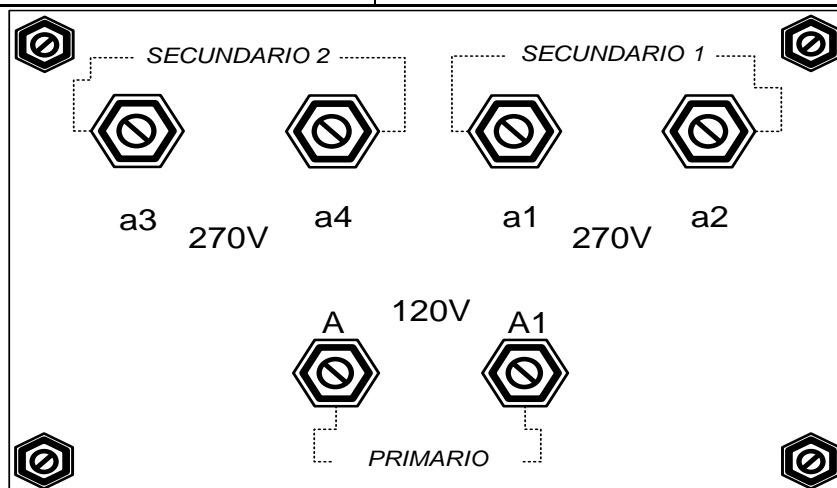 SECUNDARIO 2 SECUNDARIO 1
a3 a4 a1 a2
270V 270V
120V
A A1
PRIMARIO